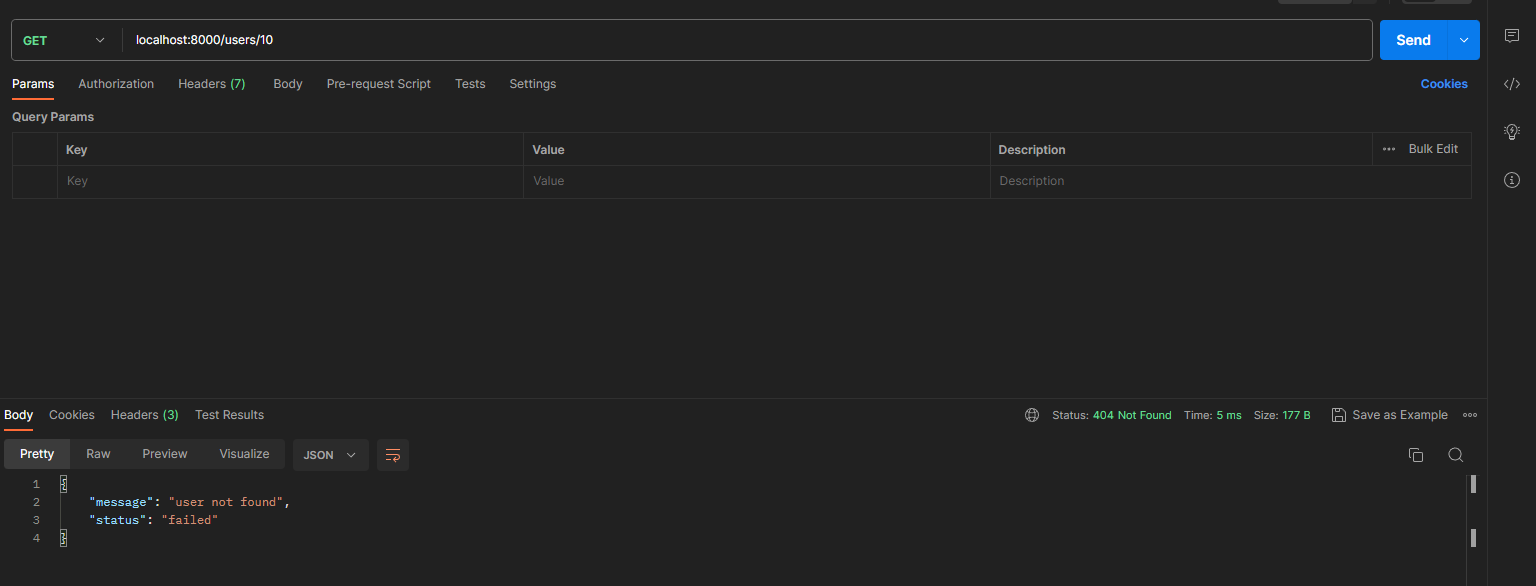 GET localhost:8000/users/10 Send
Params Authorization Headers (7) Body Pre-request Script Tests Settings Cookies
Query Params
Key Value Description Bulk Edit
Key Value Description
Body Cookies Headers (3) Test Results Status: 404 Not Found Time: 5 ms Size: 177 B Save as Example
Pretty Raw Preview Visualize JSON
1 {
2 "message": "user not found",
3 "status": "failed"
4 }